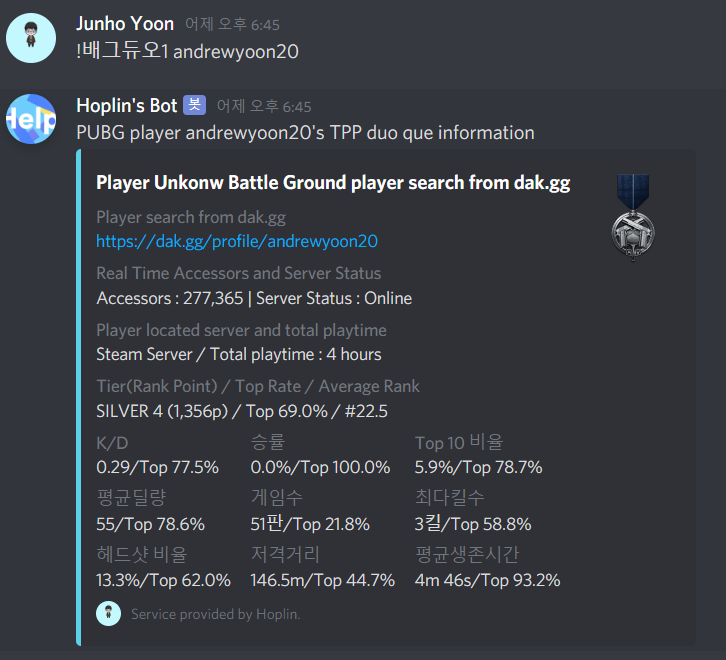 Junho Yoon 어제 오후 6:45
!배그듀오1 andrewyoon20
Help
Hoplin's Bot 봇 어제 오후 6:45
PUBG player andrewyoon20's TPP duo que information
Player Unkonw Battle Ground player search from dak.gg
Player search from dak.gg
https://dak.gg/profile/andrewyoon20
Real Time Accessors and Server Status
Accessors : 277,365 | Server Status : Online
Player located server and total playtime
Steam Server / Total playtime : 4 hours
Tier(Rank Point) / Top Rate / Average Rank
SILVER 4 (1,356p) / Top 69.0% / #22.5
K/D 승률 Top 10 비율
0.29/Top 77.5% 0.0%/Top 100.0% 5.9%/Top 78.7%
평균딜량 게임수 최다킬수
55/Top 78.6% 51판/Top 21.8% 3킬/Top 58.8%
헤드샷 비율 저격거리 평균생존시간
13.3%/Top 62.0% 146.5m/Top 44.7% 4m 46s/Top 93.2%
Service provided by Hoplin.